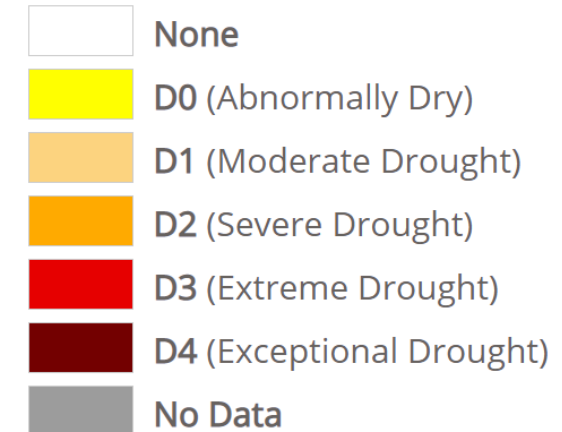 None
D0 (Abnormally Dry)
D1 (Moderate Drought)
D2 (Severe Drought)
D3 (Extreme Drought)
D4 (Exceptional Drought)
No Data